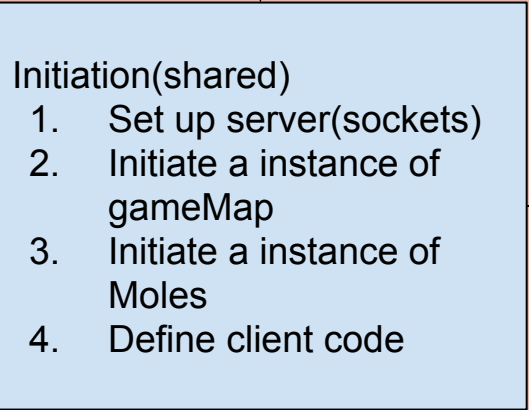 Initiation(shared)
1. Set up server(sockets)
2. Initiate a instance of
gameMap
3. Initiate a instance of
Moles
4. Define client code